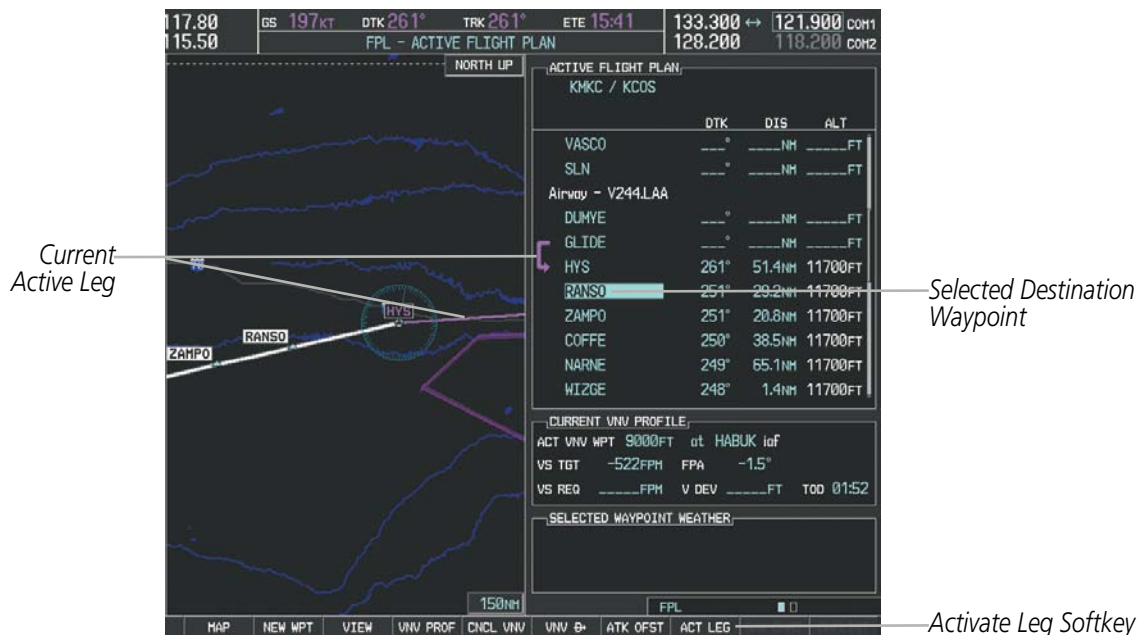 117.80 GS 197KT DTK 261° TRK 261° ETE 15:41 133.300 ↔ 121.900 COM1
115.50 FPL – ACTIVE FLIGHT PLAN 128.200 118.200 COM2
NORTH UP
HYS
RANSO
ZAMPO
150NM
ACTIVE FLIGHT PLAN
KMKC / KCOS
DTK DIS ALT
VASCO ___° ____NM _____FT
SLN ___° ____NM _____FT
Airway – V244.LAA
DUMYE ___° ____NM _____FT
GLIDE ___° ____NM _____FT
HYS 261° 51.4NM 11700FT
RANSO 251° 29.2NM 11700FT
ZAMPO 251° 20.8NM 11700FT
COFFE 250° 38.5NM 11700FT
NARNE 249° 65.1NM 11700FT
WIZGE 248° 1.4NM 11700FT
CURRENT VNV PROFILE
ACT VNV WPT 9000FT at HABUK iaf
VS TGT -522FPM FPA -1.5°
VS REQ _____FPM V DEV _____FT TOD 01:52
SELECTED WAYPOINT WEATHER
FPL
MAP NEW WPT VIEW VNV PROF CNCL VNV VNV D→ ATK OFST ACT LEG
Current
Active Leg
Selected Destination
Waypoint
Activate Leg Softkey